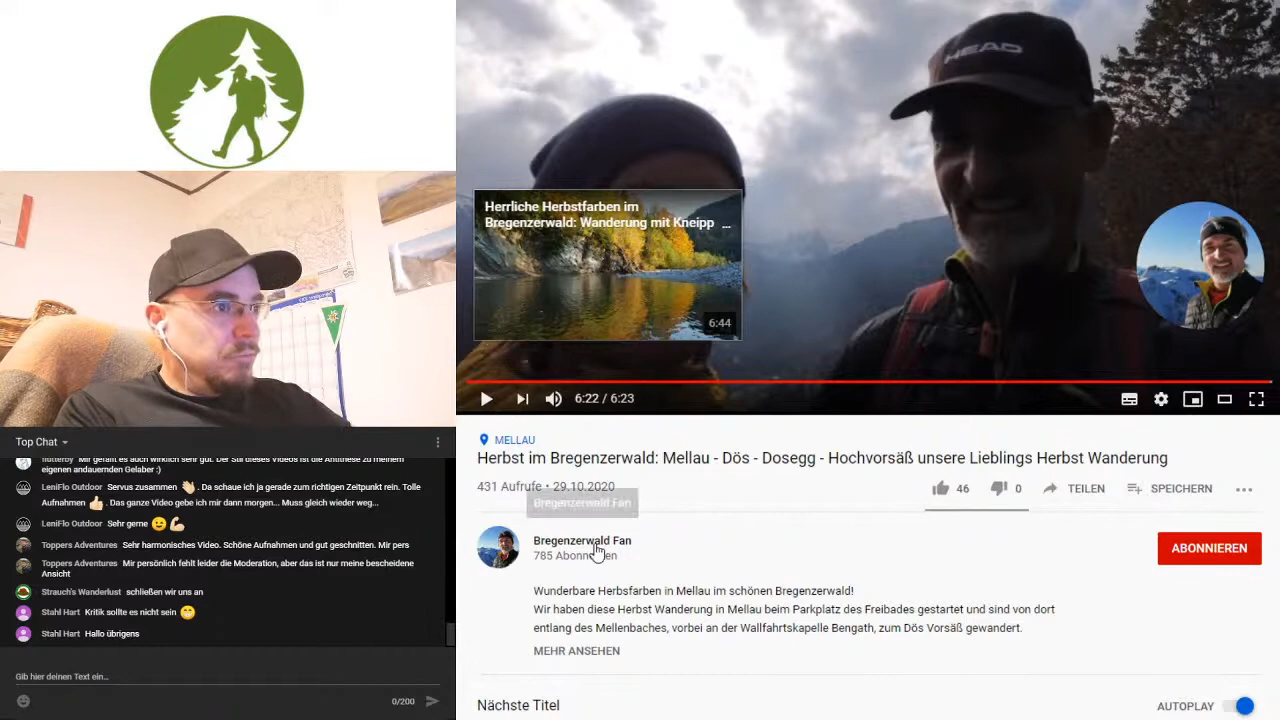 HEAD
Herrliche Herbstfarben im
Bregenzerwald: Wanderung mit Kneipp ...
6:44
6:22 / 6:23
MELLAU
Herbst im Bregenzerwald: Mellau - Dös - Dosegg - Hochvorsäß unsere Lieblings Herbst Wanderung
431 Aufrufe • 29.10.2020
46
0
TEILEN
SPEICHERN
Bregenzerwald Fan
Bregenzerwald Fan
785 Abonnenten
ABONNIEREN
Wunderbare Herbsfarben in Mellau im schönen Bregenzerwald!
Wir haben diese Herbst Wanderung in Mellau beim Parkplatz des Freibades gestartet und sind von dort
entlang des Mellenbaches, vorbei an der Wallfahrtskapelle Bengath, zum Dös Vorsäß gewandert.
MEHR ANSEHEN
Nächste Titel
AUTOPLAY
Top Chat
flutterby Mir gefällt es auch wirklich sehr gut. Der Stil dieses Videos ist die Antithese zu meinem
eigenen andauernden Gelaber :)
LeniFlo Outdoor Servus zusammen 👋🏻. Da schaue ich ja gerade zum richtigen Zeitpunkt rein. Tolle
Aufnahmen 👍🏻. Das ganze Video gebe ich mir dann morgen... Muss gleich wieder weg...
LeniFlo Outdoor Sehr gerne 😉💪🏻
Toppers Adventures Sehr harmonisches Video. Schöne Aufnahmen und gut geschnitten. Mir pers
Toppers Adventures Mir persönlich fehlt leider die Moderation, aber das ist nur meine bescheidene
Ansicht
Strauch's Wanderlust schließen wir uns an
Stahl Hart Kritik sollte es nicht sein 😁
Stahl Hart Hallo übrigens
Gib hier deinen Text ein...
0/200